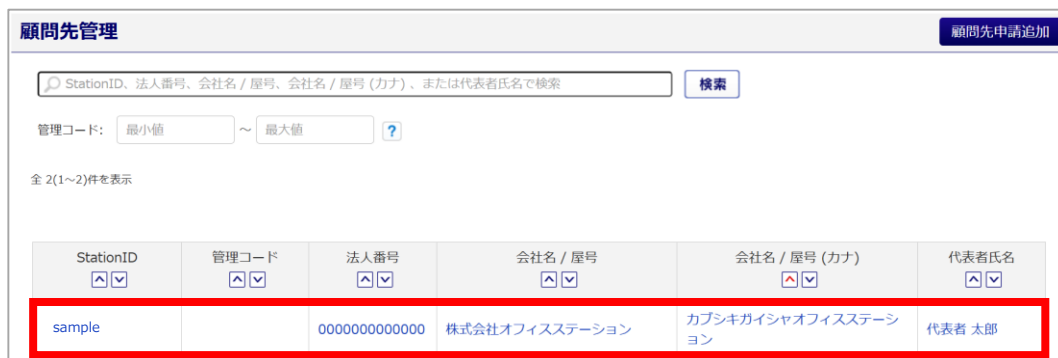 顧問先管理
顧問先申請追加
StationID、法人番号、会社名 / 屋号、会社名 / 屋号 (カナ) 、または代表者氏名で検索
検索
管理コード: 最小値 ～ 最大値 ?
全 2(1～2)件を表示
StationID 管理コード 法人番号 会社名 / 屋号 会社名 / 屋号 (カナ) 代表者氏名
sample 0000000000000 株式会社オフィスステーション カブシキガイシャオフィスステーシ 代表者 太郎
ョン